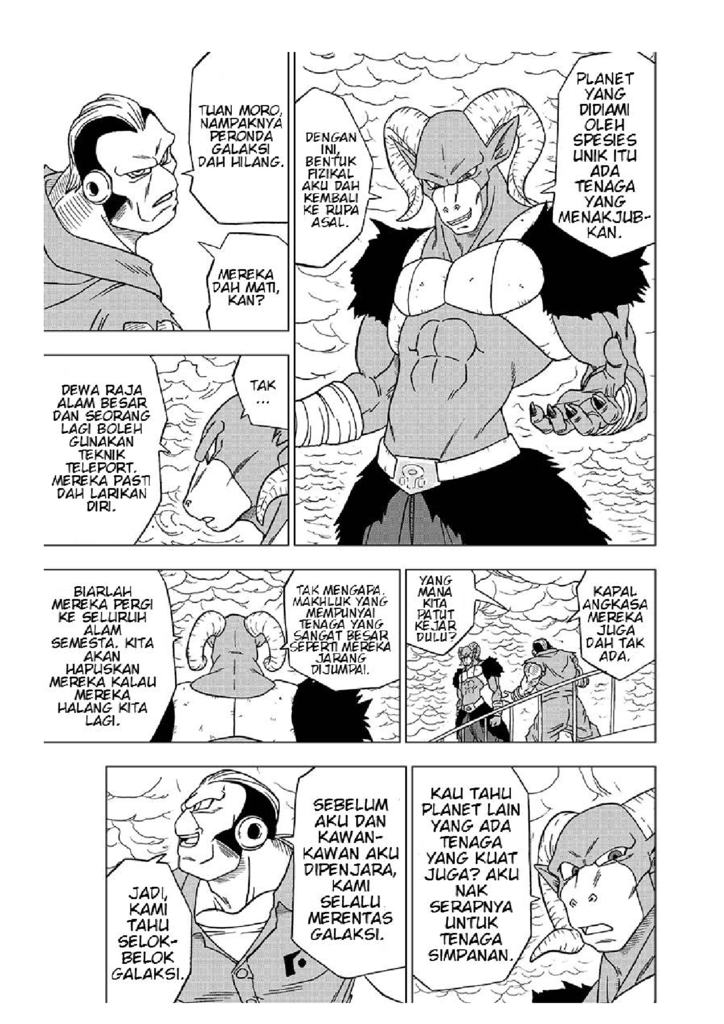 PLANET
YANG
DIDIAMI
OLEH
SPESIES
UNIK ITU
ADA
TENAGA
YANG
MENAKJUB-
KAN.
DENGAN
INI,
BENTUK
FIZIKAL
AKU DAH
KEMBALI
KE RUPA
ASAL.
TUAN MORO,
NAMPAKNYA
PERONDA
GALAKSI
DAH HILANG.
MEREKA
DAH MATI,
KAN?
TAK
...
DEWA RAJA
ALAM BESAR
DAN SEORANG
LAGI BOLEH
GUNAKAN
TEKNIK
TELEPORT.
MEREKA PASTI
DAH LARIKAN
DIRI.
KAPAL
ANGKASA
MEREKA
JUGA
DAH TAK
ADA.
YANG
MANA
KITA
PATUT
KEJAR
DULU?
TAK MENGAPA.
MAKHLUK YANG
MEMPUNYAI
TENAGA YANG
SANGAT BESAR
SEPERTI MEREKA
JARANG
DIJUMPAI.
BIARLAH
MEREKA PERGI
KE SELURUH
ALAM
SEMESTA. KITA
AKAN
HAPUSKAN
MEREKA KALAU
MEREKA
HALANG KITA
LAGI.
KAU TAHU
PLANET LAIN
YANG ADA
TENAGA
YANG KUAT
JUGA? AKU
NAK
SERAPNYA
UNTUK
TENAGA
SIMPANAN.
SEBELUM
AKU DAN
KAWAN-
KAWAN AKU
DIPENJARA,
KAMI
SELALU
MERENTAS
GALAKSI.
JADI,
KAMI
TAHU
SELOK-
BELOK
GALAKSI.